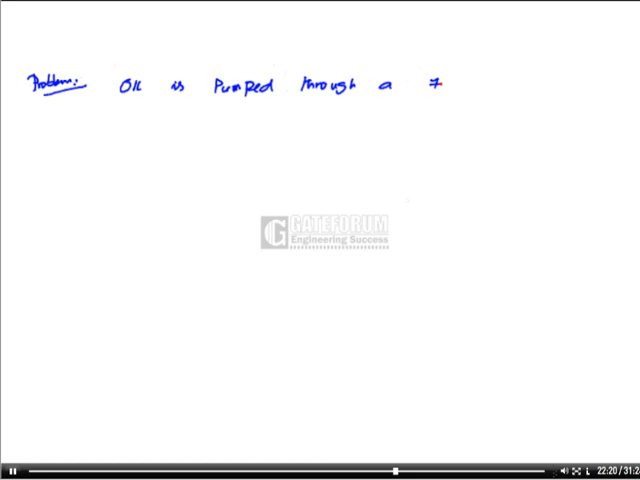 Problem: Oil is Pumped through a 7
GATEFORUM
Engineering Success
22:20/31:2